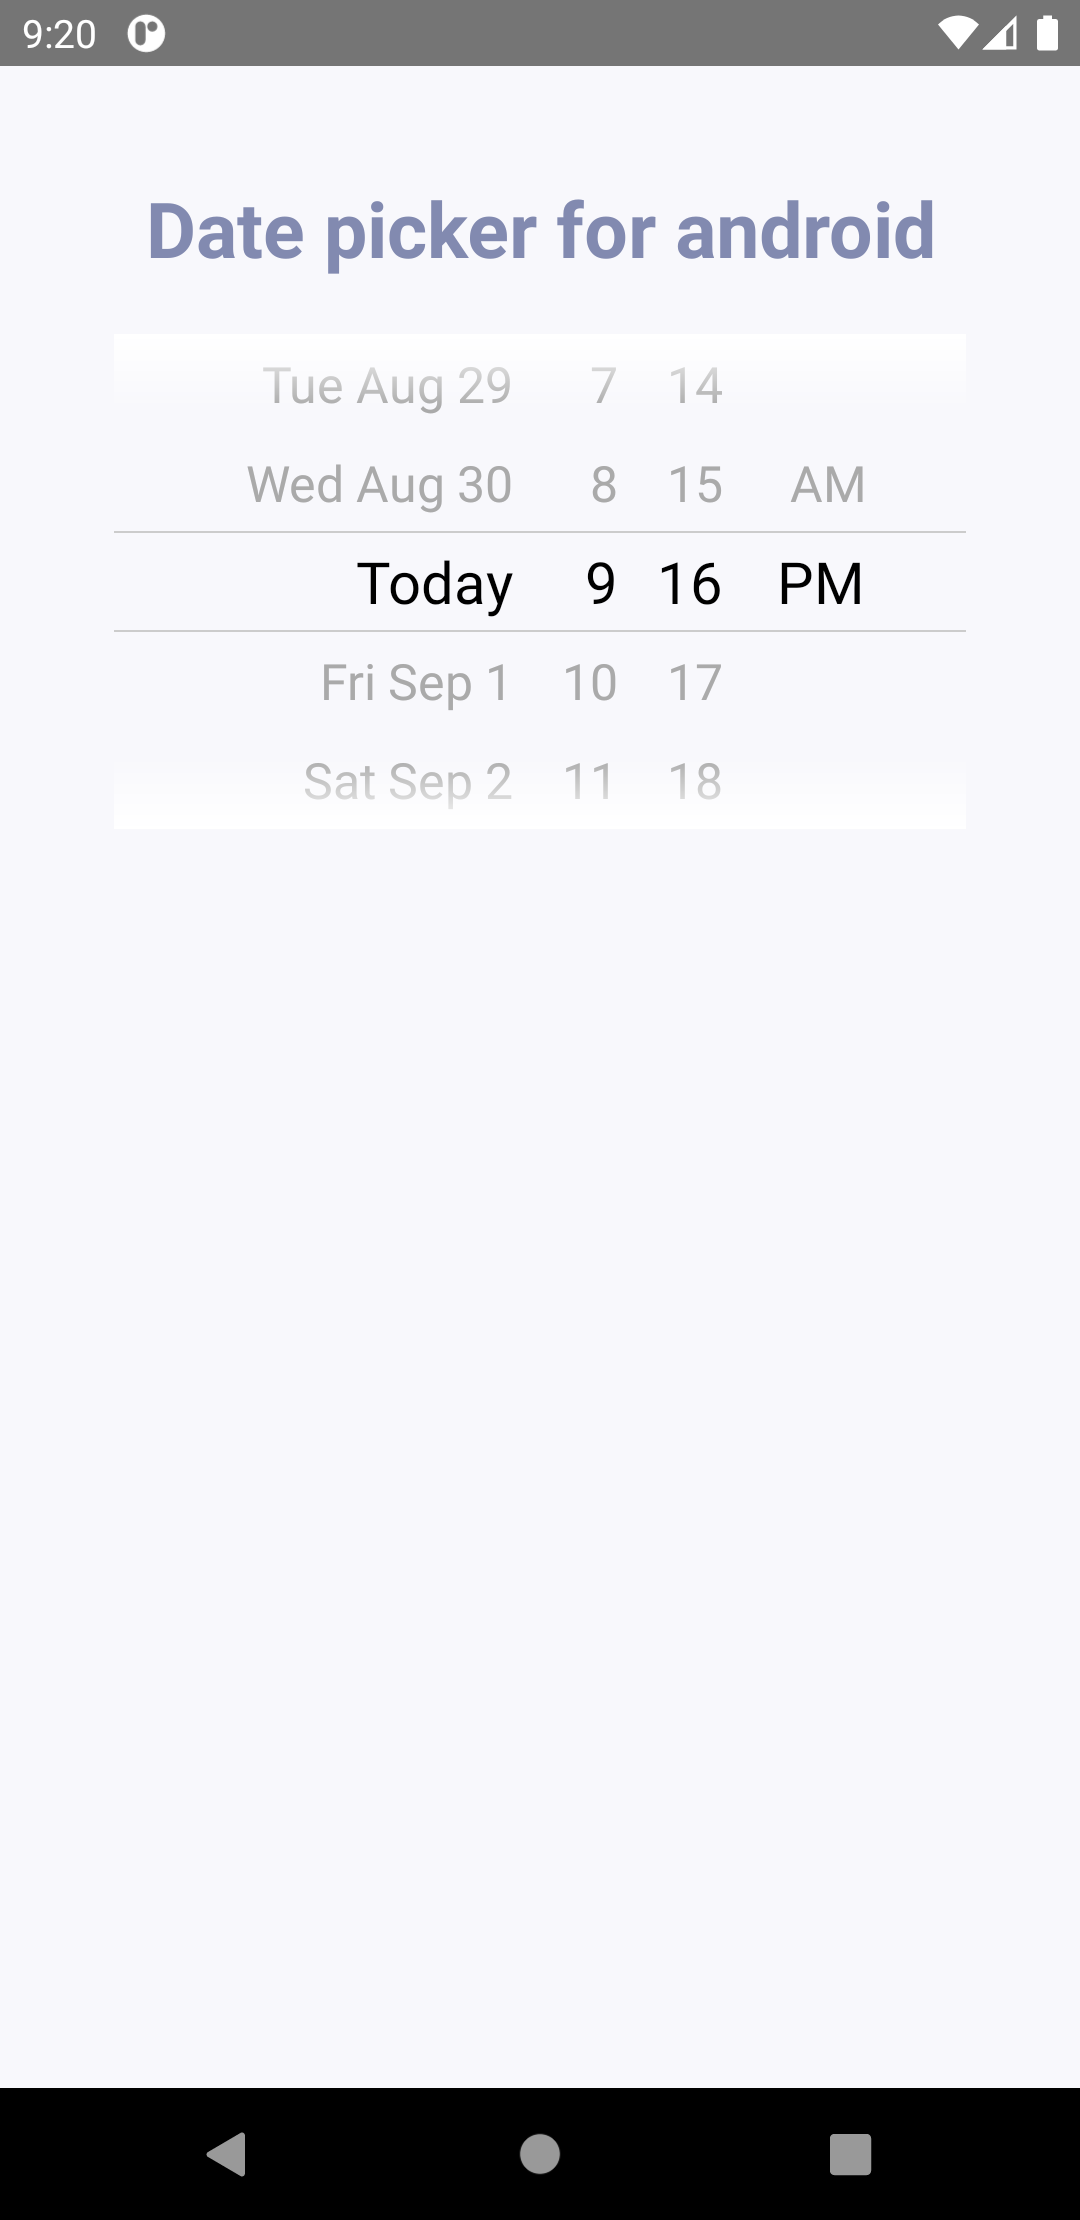 9:20
Date picker for android
Tue Aug 29 7 14
Wed Aug 30 8 15 AM
Today 9 16 PM
Fri Sep 1 10 17
Sat Sep 2 11 18